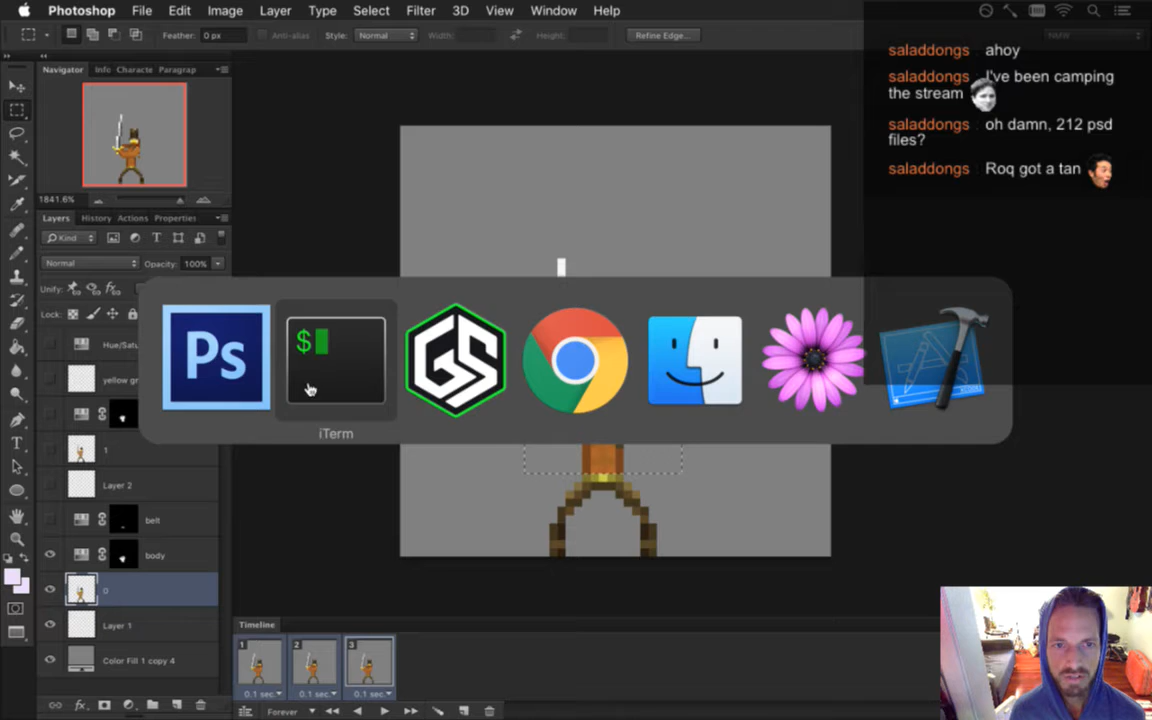 Photoshop File Edit Image Layer Type Select Filter 3D View Window Help
Feather: 0 px Anti-alias Style: Normal Width: Height: Refine Edge...
Navigator Info Characte Paragrap
1841.6%
Layers History Actions Properties
Kind
Normal Opacity: 100%
Unify:
Lock:
Hue/Satu
yellow gr
1
Layer 2
belt
body
0
Layer 1
Color Fill 1 copy 4
saladdongs ahoy
saladdongs I've been camping
the stream
saladdongs oh damn, 212 psd
files?
saladdongs Roq got a tan
Ps
$
GS
iTerm
Timeline
1 2 3
0.1 sec. 0.1 sec. 0.1 sec.
Forever